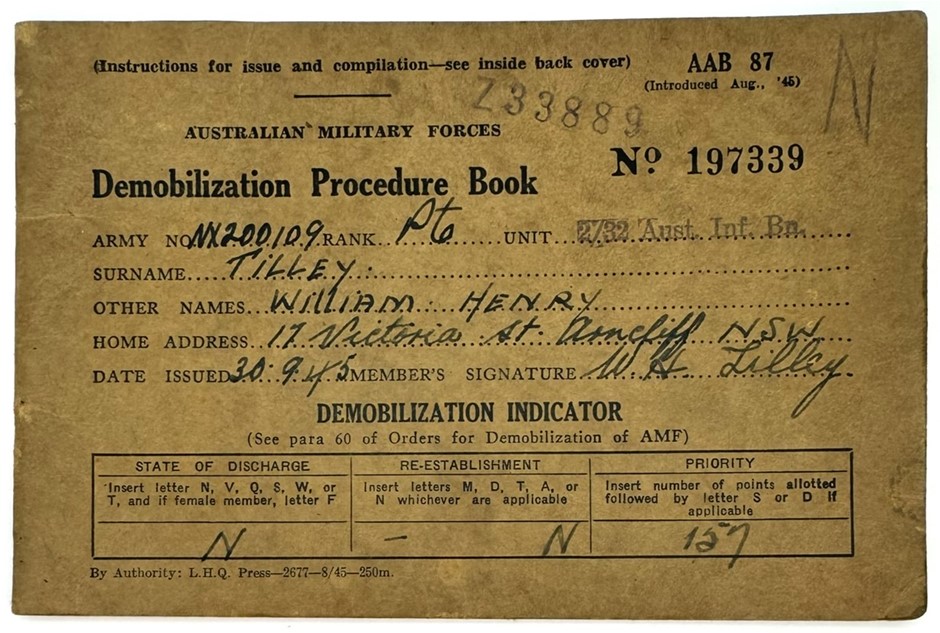 (Instructions for issue and compilation—see inside back cover) AAB 87
(Introduced Aug., '45) N
Z33889
AUSTRALIAN MILITARY FORCES
Demobilization Procedure Book No 197339
ARMY NO. NX200109 RANK Pte UNIT 2/32 Aust. Inf. Bn.
SURNAME TILLEY.
OTHER NAMES WILLIAM HENRY
HOME ADDRESS 17 Victoria St. Arncliff NSW
DATE ISSUED 30.9.45 MEMBER'S SIGNATURE W. H. Tilley.
DEMOBILIZATION INDICATOR
(See para 60 of Orders for Demobilization of AMF)
STATE OF DISCHARGE RE-ESTABLISHMENT PRIORITY
Insert letter N, V, Q, S, W, or Insert letters M, D, T, A, or Insert number of points allotted
T, and if female member, letter F N whichever are applicable followed by letter S or D if
applicable
N – N 157
By Authority: L.H.Q. Press—2677—8/45—250m.